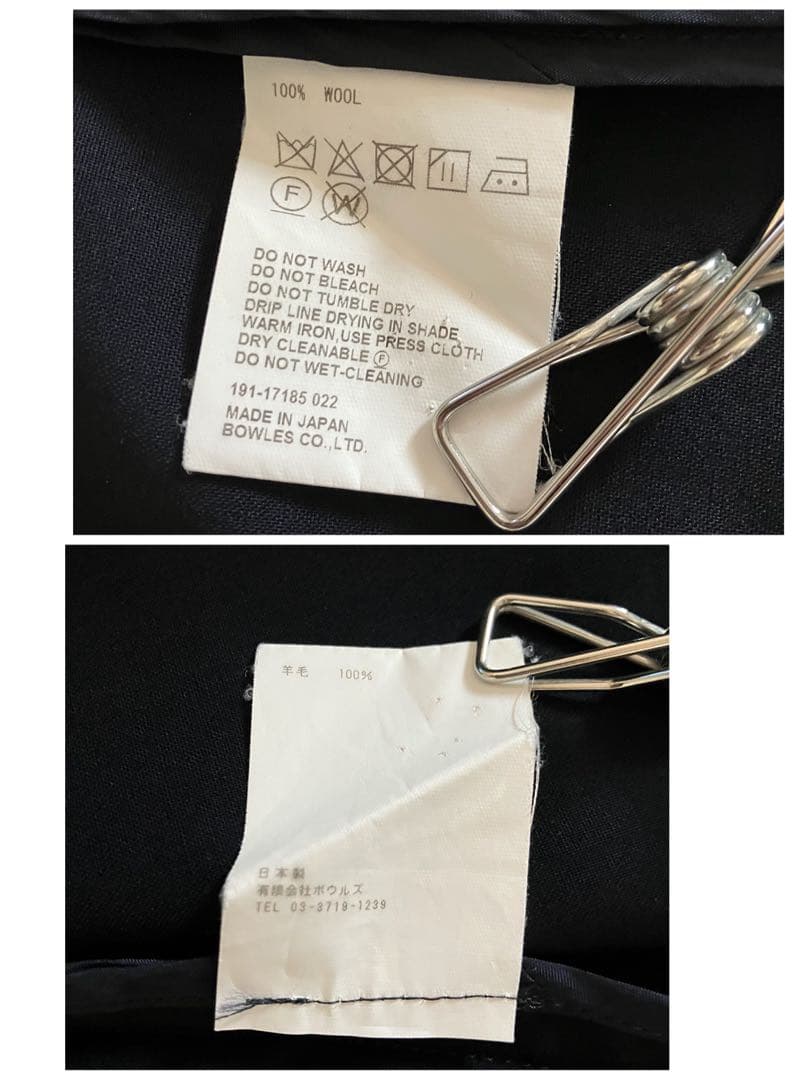 100% WOOL
F W
DO NOT WASH
DO NOT BLEACH
DO NOT TUMBLE DRY
DRIP LINE DRYING IN SHADE
WARM IRON,USE PRESS CLOTH
DRY CLEANABLE Ⓕ
DO NOT WET-CLEANING
191-17185 022
MADE IN JAPAN
BOWLES CO.,LTD.
羊毛 100%
日本製
有限会社ボウルズ
TEL 03-3719-1239